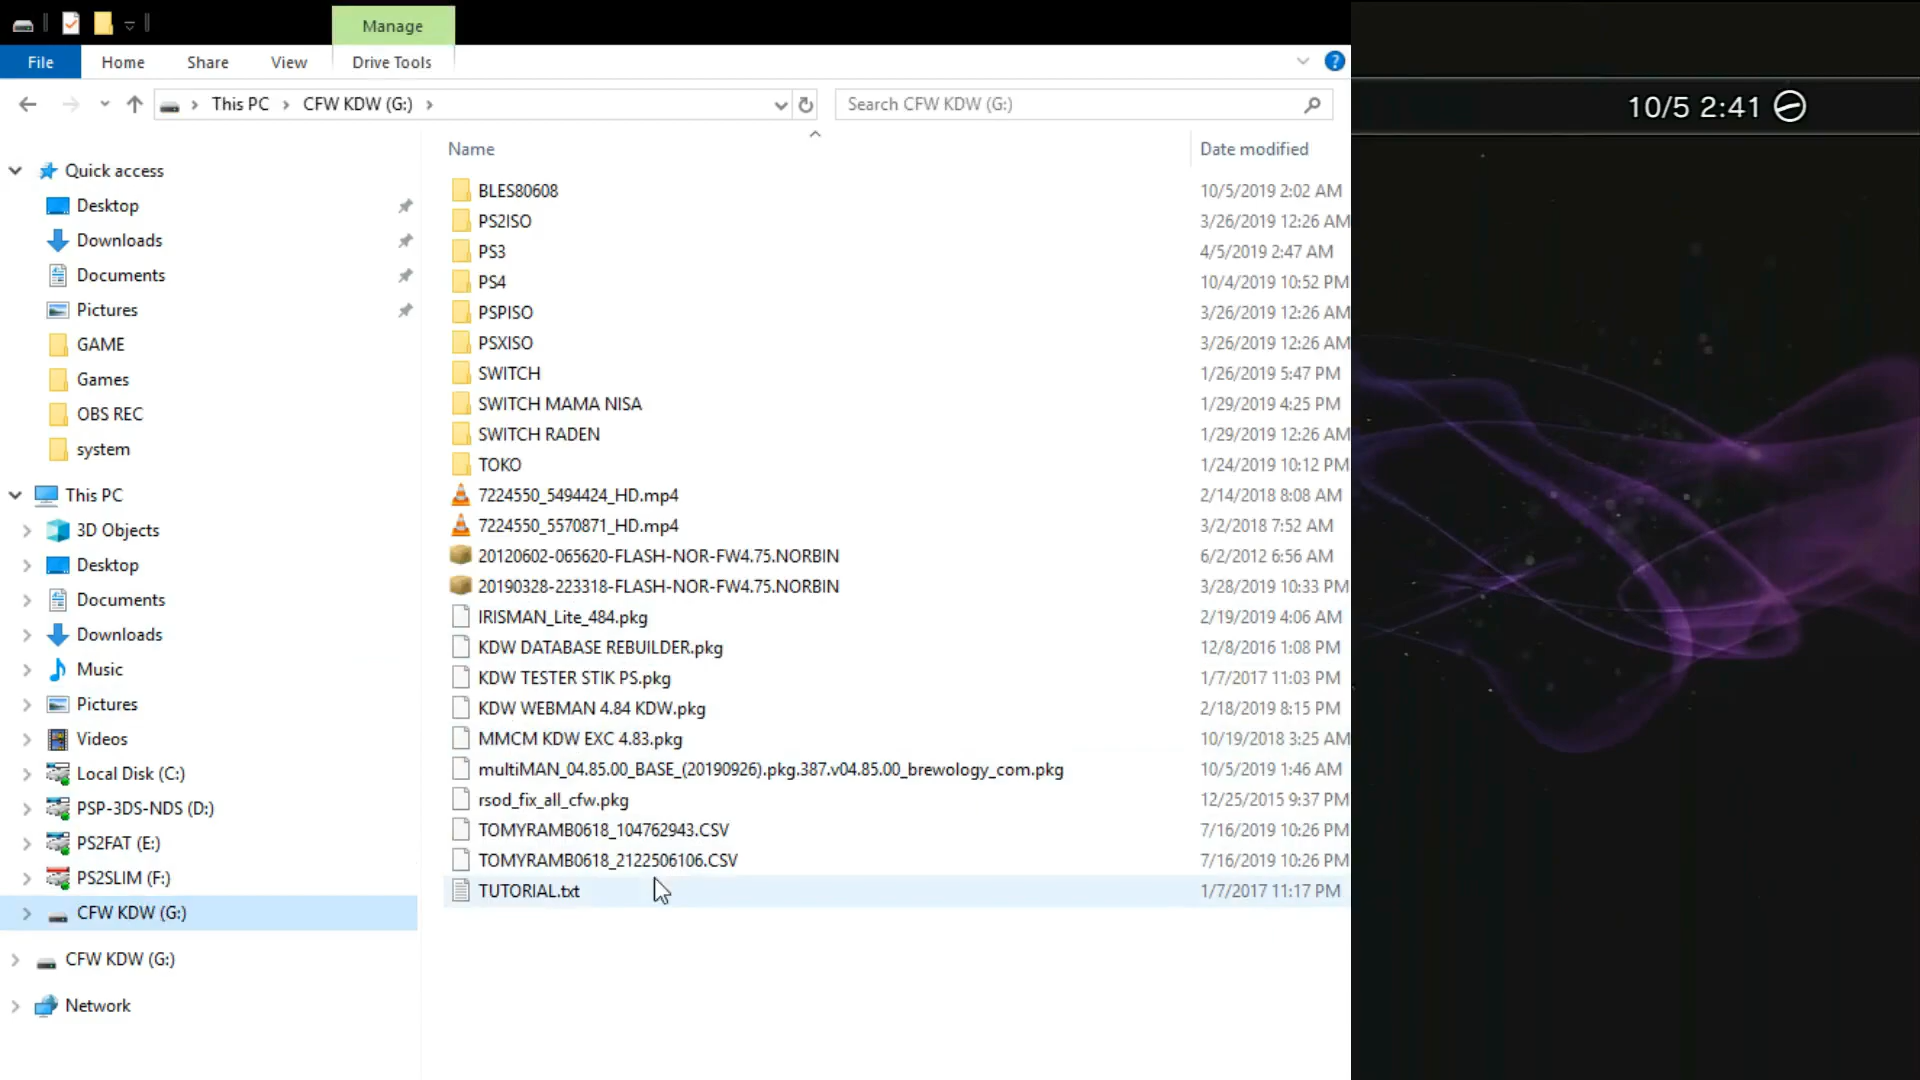 Manage
File
Home
Share
View
Drive Tools
This PC
CFW KDW (G:)
Search CFW KDW (G:)
10/5 2:41
Name
Date modified
Quick access
Desktop
Downloads
Documents
Pictures
GAME
Games
OBS REC
system
This PC
3D Objects
Desktop
Documents
Downloads
Music
Pictures
Videos
Local Disk (C:)
PSP-3DS-NDS (D:)
PS2FAT (E:)
PS2SLIM (F:)
CFW KDW (G:)
CFW KDW (G:)
Network
BLES80608 10/5/2019 2:02 AM
PS2ISO 3/26/2019 12:26 AM
PS3 4/5/2019 2:47 AM
PS4 10/4/2019 10:52 PM
PSPISO 3/26/2019 12:26 AM
PSXISO 3/26/2019 12:26 AM
SWITCH 1/26/2019 5:47 PM
SWITCH MAMA NISA 1/29/2019 4:25 PM
SWITCH RADEN 1/29/2019 12:26 AM
TOKO 1/24/2019 10:12 PM
7224550_5494424_HD.mp4 2/14/2018 8:08 AM
7224550_5570871_HD.mp4 3/2/2018 7:52 AM
20120602-065620-FLASH-NOR-FW4.75.NORBIN 6/2/2012 6:56 AM
20190328-223318-FLASH-NOR-FW4.75.NORBIN 3/28/2019 10:33 PM
IRISMAN_Lite_484.pkg 2/19/2019 4:06 AM
KDW DATABASE REBUILDER.pkg 12/8/2016 1:08 PM
KDW TESTER STIK PS.pkg 1/7/2017 11:03 PM
KDW WEBMAN 4.84 KDW.pkg 2/18/2019 8:15 PM
MMCM KDW EXC 4.83.pkg 10/19/2018 3:25 AM
multiMAN_04.85.00_BASE_(20190926).pkg.387.v04.85.00_brewology_com.pkg 10/5/2019 1:46 AM
rsod_fix_all_cfw.pkg 12/25/2015 9:37 PM
TOMYRAMB0618_104762943.CSV 7/16/2019 10:26 PM
TOMYRAMB0618_2122506106.CSV 7/16/2019 10:26 PM
TUTORIAL.txt 1/7/2017 11:17 PM